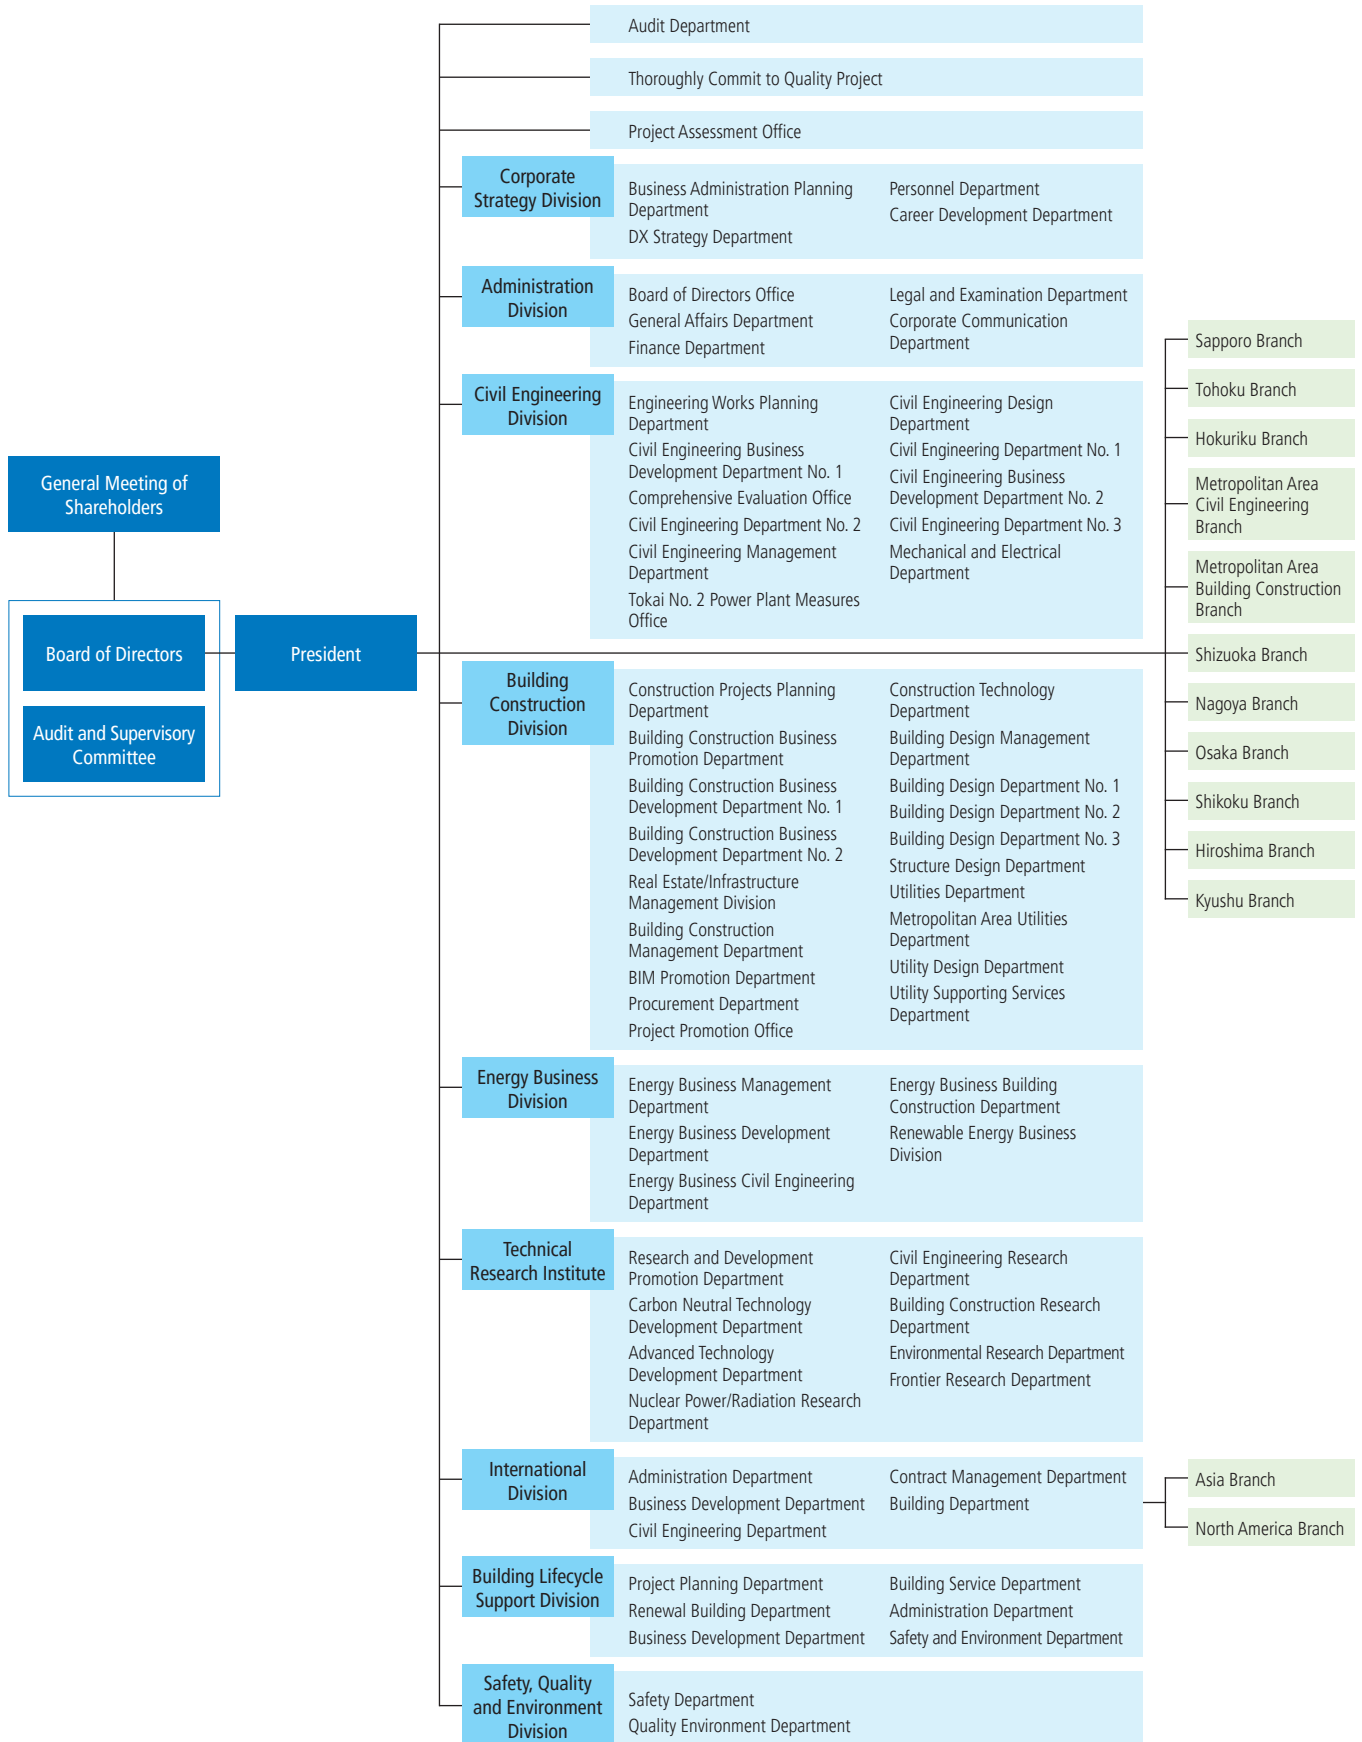 General Meeting of
Shareholders
Board of Directors
Audit and Supervisory
Committee
President
Audit Department
Thoroughly Commit to Quality Project
Project Assessment Office
Corporate
Strategy Division
Business Administration Planning
Department
DX Strategy Department
Personnel Department
Career Development Department
Administration
Division
Board of Directors Office
General Affairs Department
Finance Department
Legal and Examination Department
Corporate Communication
Department
Civil Engineering
Division
Engineering Works Planning
Department
Civil Engineering Business
Development Department No. 1
Comprehensive Evaluation Office
Civil Engineering Department No. 2
Civil Engineering Management
Department
Tokai No. 2 Power Plant Measures
Office
Civil Engineering Design
Department
Civil Engineering Department No. 1
Civil Engineering Business
Development Department No. 2
Civil Engineering Department No. 3
Mechanical and Electrical
Department
Building
Construction
Division
Construction Projects Planning
Department
Building Construction Business
Promotion Department
Building Construction Business
Development Department No. 1
Building Construction Business
Development Department No. 2
Real Estate/Infrastructure
Management Division
Building Construction
Management Department
BIM Promotion Department
Procurement Department
Project Promotion Office
Construction Technology
Department
Building Design Management
Department
Building Design Department No. 1
Building Design Department No. 2
Building Design Department No. 3
Structure Design Department
Utilities Department
Metropolitan Area Utilities
Department
Utility Design Department
Utility Supporting Services
Department
Energy Business
Division
Energy Business Management
Department
Energy Business Development
Department
Energy Business Civil Engineering
Department
Energy Business Building
Construction Department
Renewable Energy Business
Division
Technical
Research Institute
Research and Development
Promotion Department
Carbon Neutral Technology
Development Department
Advanced Technology
Development Department
Nuclear Power/Radiation Research
Department
Civil Engineering Research
Department
Building Construction Research
Department
Environmental Research Department
Frontier Research Department
International
Division
Administration Department
Business Development Department
Civil Engineering Department
Contract Management Department
Building Department
Building Lifecycle
Support Division
Project Planning Department
Renewal Building Department
Business Development Department
Building Service Department
Administration Department
Safety and Environment Department
Safety, Quality
and Environment
Division
Safety Department
Quality Environment Department
Sapporo Branch
Tohoku Branch
Hokuriku Branch
Metropolitan Area
Civil Engineering
Branch
Metropolitan Area
Building Construction
Branch
Shizuoka Branch
Nagoya Branch
Osaka Branch
Shikoku Branch
Hiroshima Branch
Kyushu Branch
Asia Branch
North America Branch